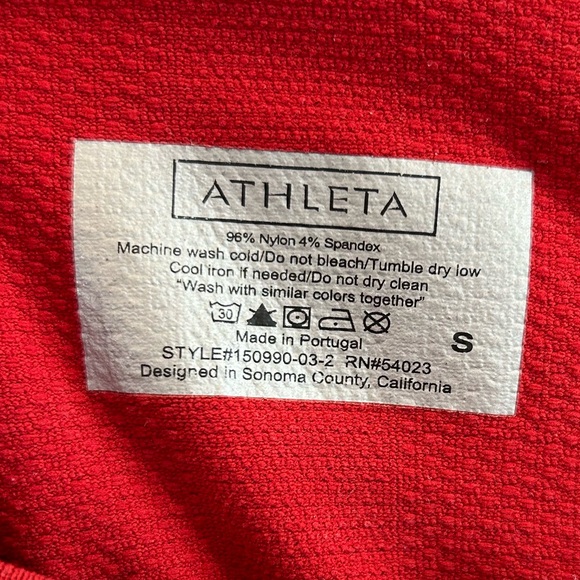 ATHLETA
96% Nylon 4% Spandex
Machine wash cold/Do not bleach/Tumble dry low
Cool iron if needed/Do not dry clean
"Wash with similar colors together"
30
Made in Portugal
S
STYLE#150990-03-2 RN#54023
Designed in Sonoma County, California